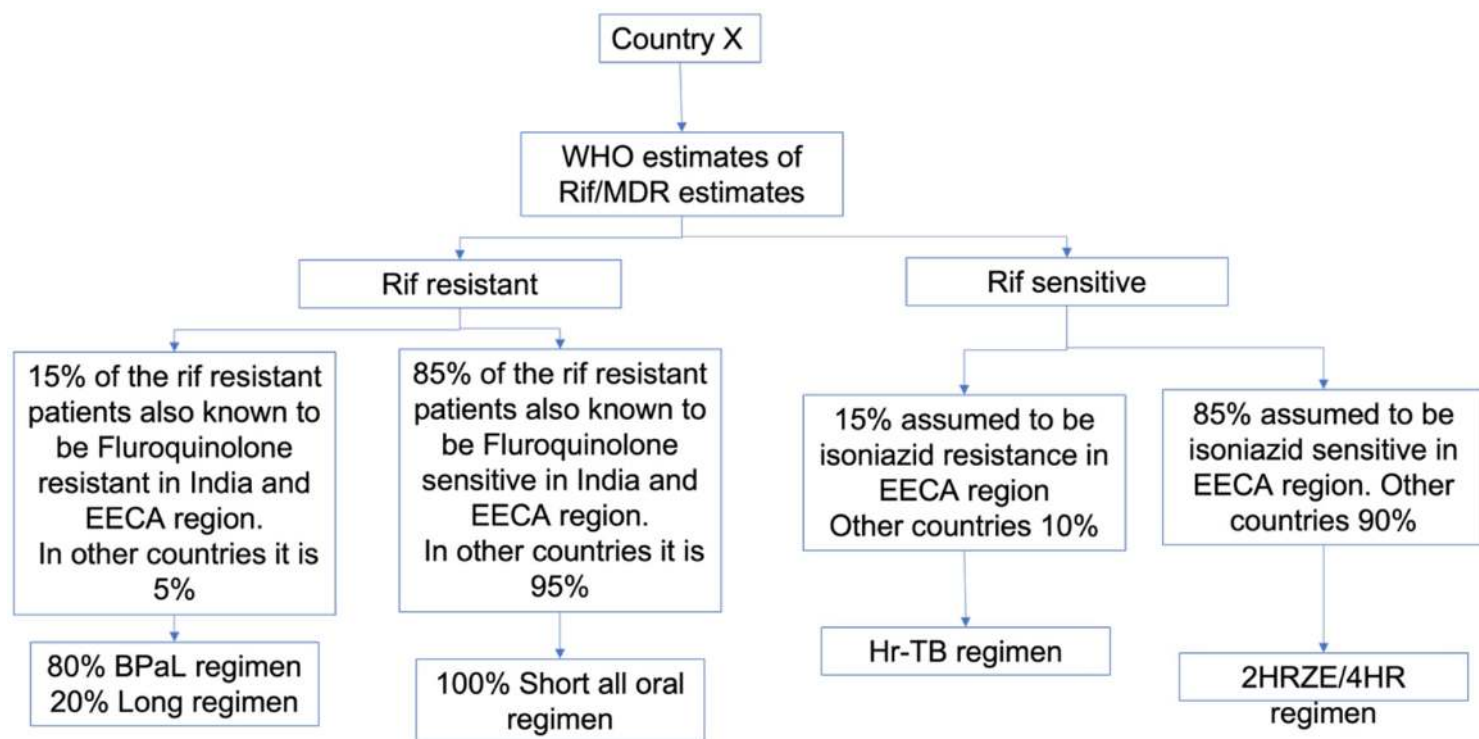 Country X
WHO estimates of
Rif/MDR estimates
Rif resistant
Rif sensitive
15% of the rif resistant
patients also known to
be Fluroquinolone
resistant in India and
EECA region.
In other countries it is
5%
85% of the rif resistant
patients also known to
be Fluroquinolone
sensitive in India and
EECA region.
In other countries it is
95%
15% assumed to be
isoniazid resistance in
EECA region
Other countries 10%
85% assumed to be
isoniazid sensitive in
EECA region. Other
countries 90%
80% BPaL regimen
20% Long regimen
100% Short all oral
regimen
Hr-TB regimen
2HRZE/4HR
regimen